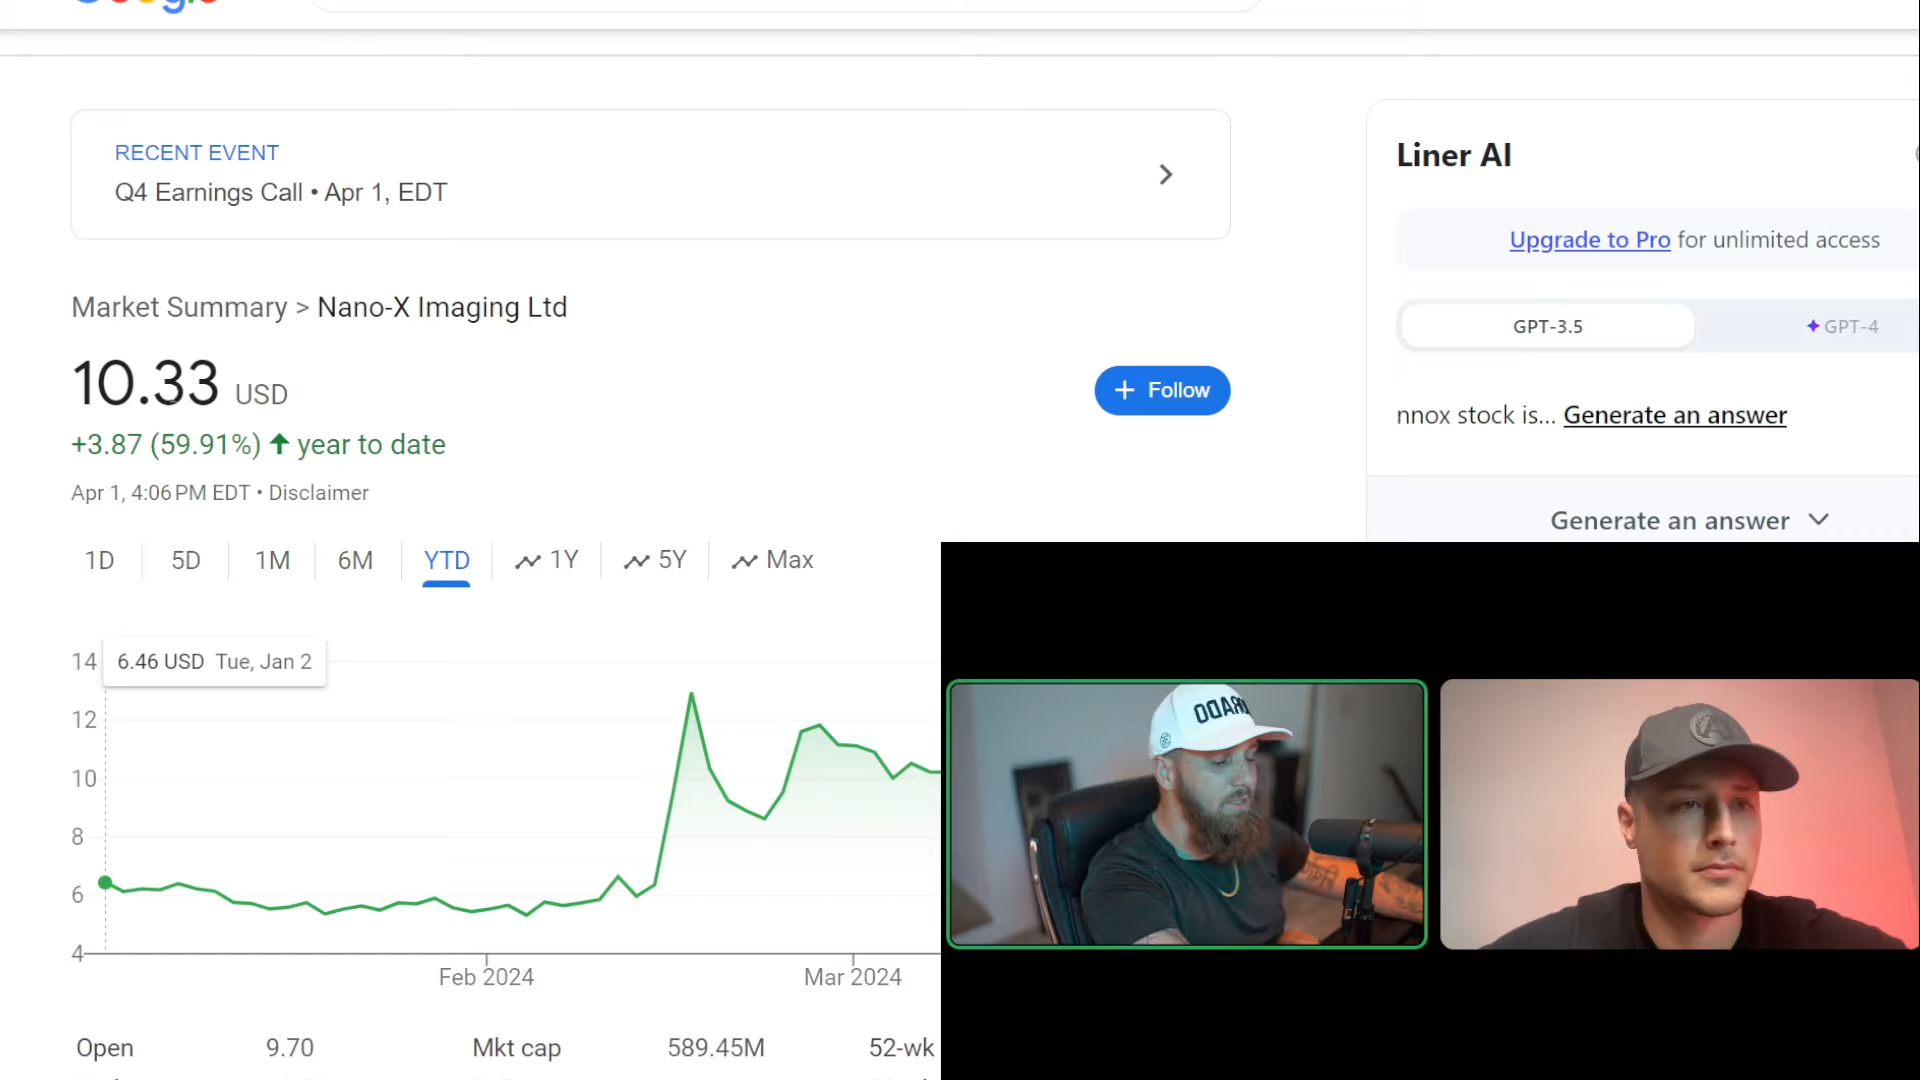 Google
RECENT EVENT
Q4 Earnings Call • Apr 1, EDT
Market Summary > Nano-X Imaging Ltd
10.33 USD
+ Follow
+3.87 (59.91%) ↑ year to date
Apr 1, 4:06 PM EDT • Disclaimer
1D
5D
1M
6M
YTD
1Y
5Y
Max
6.46 USD Tue, Jan 2
14
12
10
8
6
4
Feb 2024
Mar 2024
Open 9.70
Mkt cap 589.45M
52-wk
Liner AI
Upgrade to Pro for unlimited access
GPT-3.5
GPT-4
nnox stock is... Generate an answer
Generate an answer